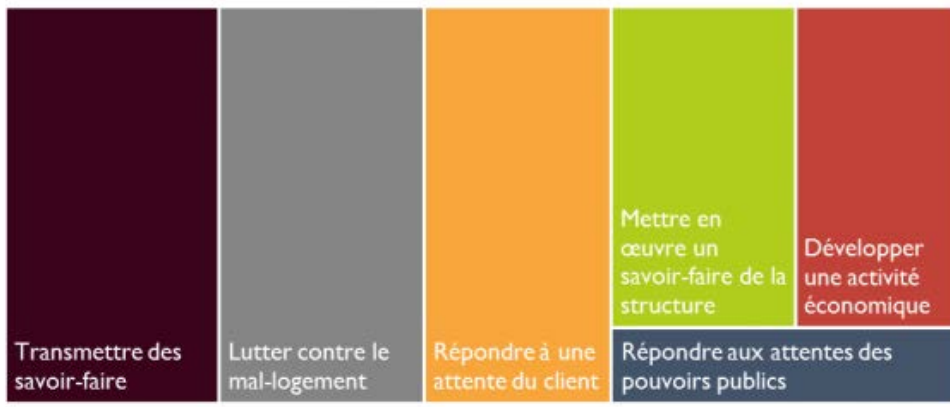 Transmettre des
savoir-faire
Lutter contre le
mal-logement
Répondre à une
attente du client
Mettre en
œuvre un
savoir-faire de la
structure
Développer
une activité
économique
Répondre aux attentes des
pouvoirs publics